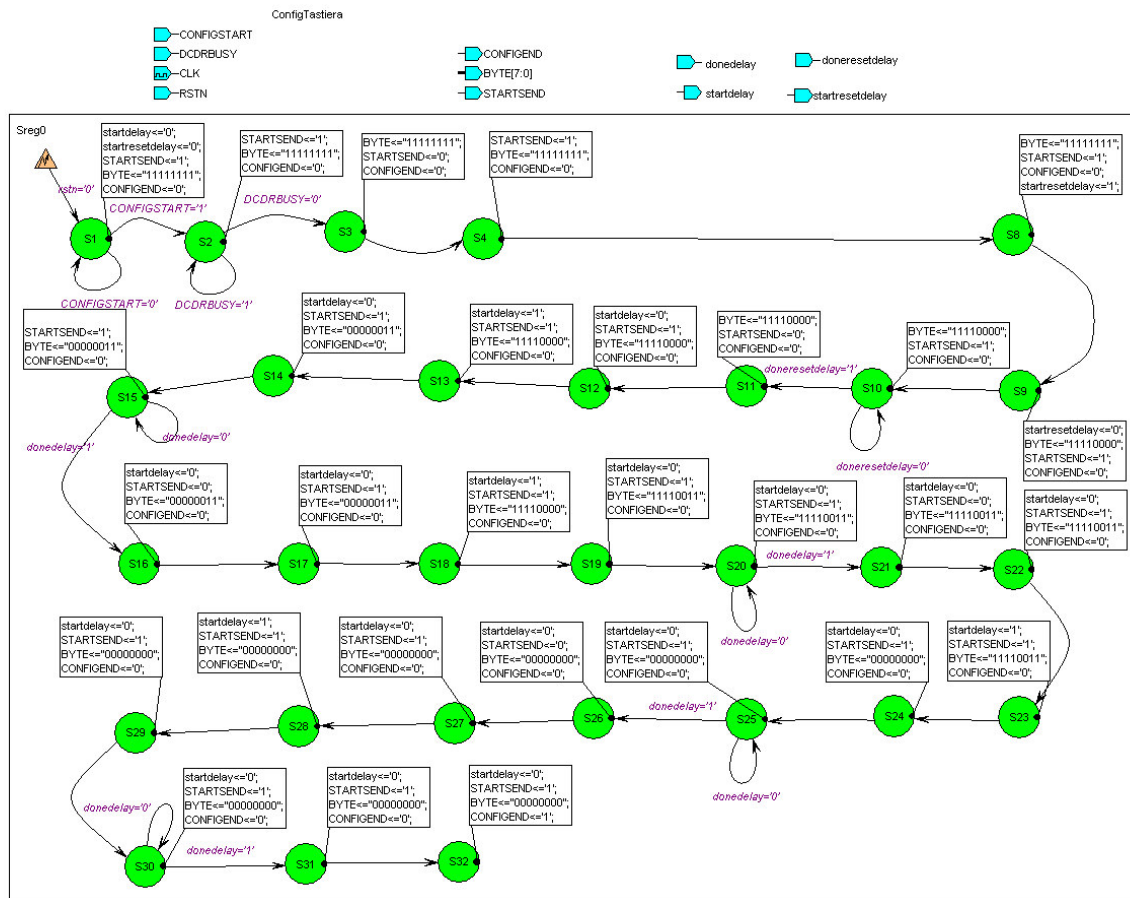 ConfigTastiera
CONFIGSTART
DCDRBUSY
CLK
RSTN
CONFIGEND
BYTE[7:0]
STARTSEND
donedelay
startdelay
doneresetdelay
startresetdelay
Sreg0
rstn='0'
startdelay<='0';
startresetdelay<='0';
STARTSEND<='1';
BYTE<="11111111";
CONFIGEND<='0';
S1
CONFIGSTART='1'
CONFIGSTART='0'
STARTSEND<='1';
BYTE<="11111111";
CONFIGEND<='0';
S2
DCDRBUSY='0'
DCDRBUSY='1'
BYTE<="11111111";
STARTSEND<='0';
CONFIGEND<='0';
S3
STARTSEND<='1';
BYTE<="11111111";
CONFIGEND<='0';
S4
BYTE<="11111111";
STARTSEND<='1';
CONFIGEND<='0';
startresetdelay<='1';
S8
STARTSEND<='1';
BYTE<="00000011";
CONFIGEND<='0';
S15
donedelay='0'
donedelay='1'
startdelay<='0';
STARTSEND<='1';
BYTE<="00000011";
CONFIGEND<='0';
S14
startdelay<='1';
STARTSEND<='1';
BYTE<="11110000";
CONFIGEND<='0';
S13
startdelay<='0';
STARTSEND<='1';
BYTE<="11110000";
CONFIGEND<='0';
S12
BYTE<="11110000";
STARTSEND<='0';
CONFIGEND<='0';
S11
doneresetdelay='1'
BYTE<="11110000";
STARTSEND<='1';
CONFIGEND<='0';
S10
doneresetdelay='0'
S9
startresetdelay<='0';
BYTE<="11110000";
STARTSEND<='1';
CONFIGEND<='0';
startdelay<='0';
STARTSEND<='0';
BYTE<="00000011";
CONFIGEND<='0';
S16
startdelay<='0';
STARTSEND<='1';
BYTE<="00000011";
CONFIGEND<='0';
S17
startdelay<='1';
STARTSEND<='1';
BYTE<="11110000";
CONFIGEND<='0';
S18
startdelay<='0';
STARTSEND<='1';
BYTE<="11110011";
CONFIGEND<='0';
S19
startdelay<='0';
STARTSEND<='1';
BYTE<="11110011";
CONFIGEND<='0';
S20
donedelay='1'
donedelay='0'
startdelay<='0';
STARTSEND<='0';
BYTE<="11110011";
CONFIGEND<='0';
S21
startdelay<='0';
STARTSEND<='1';
BYTE<="11110011";
CONFIGEND<='0';
S22
startdelay<='0';
STARTSEND<='1';
BYTE<="00000000";
CONFIGEND<='0';
S29
startdelay<='1';
STARTSEND<='1';
BYTE<="00000000";
CONFIGEND<='0';
S28
startdelay<='0';
STARTSEND<='1';
BYTE<="00000000";
CONFIGEND<='0';
S27
startdelay<='0';
STARTSEND<='0';
BYTE<="00000000";
CONFIGEND<='0';
S26
donedelay='1'
startdelay<='0';
STARTSEND<='1';
BYTE<="00000000";
CONFIGEND<='0';
S25
donedelay='0'
startdelay<='0';
STARTSEND<='1';
BYTE<="00000000";
CONFIGEND<='0';
S24
startdelay<='1';
STARTSEND<='1';
BYTE<="11110011";
CONFIGEND<='0';
S23
donedelay='0'
startdelay<='0';
STARTSEND<='1';
BYTE<="00000000";
CONFIGEND<='0';
S30
donedelay='1'
startdelay<='0';
STARTSEND<='1';
BYTE<="00000000";
CONFIGEND<='0';
S31
startdelay<='0';
STARTSEND<='1';
BYTE<="00000000";
CONFIGEND<='1';
S32